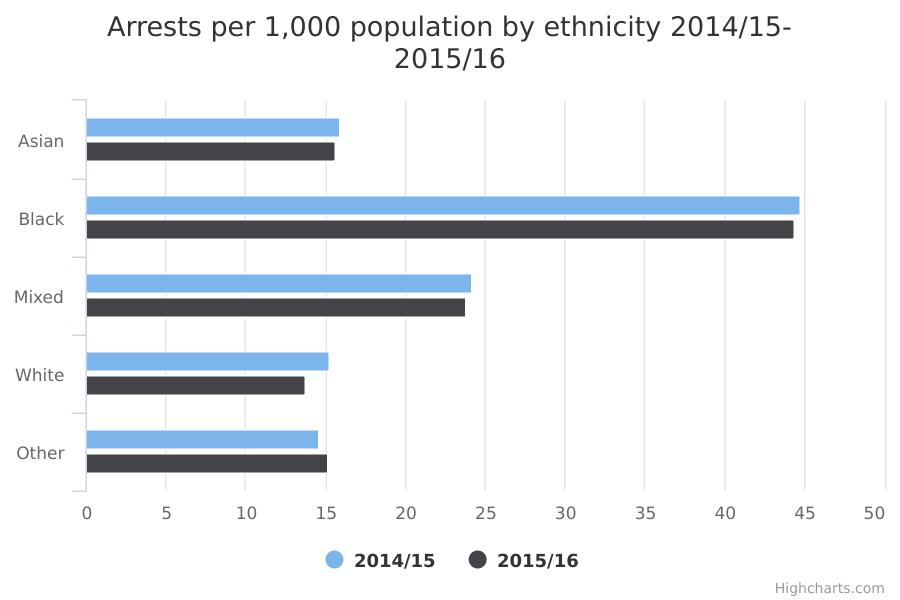 Arrests per 1,000 population by ethnicity 2014/15-
2015/16
Asian
Black
Mixed
White
Other
0 5 10 15 20 25 30 35 40 45 50
2014/15 2015/16
Highcharts.com